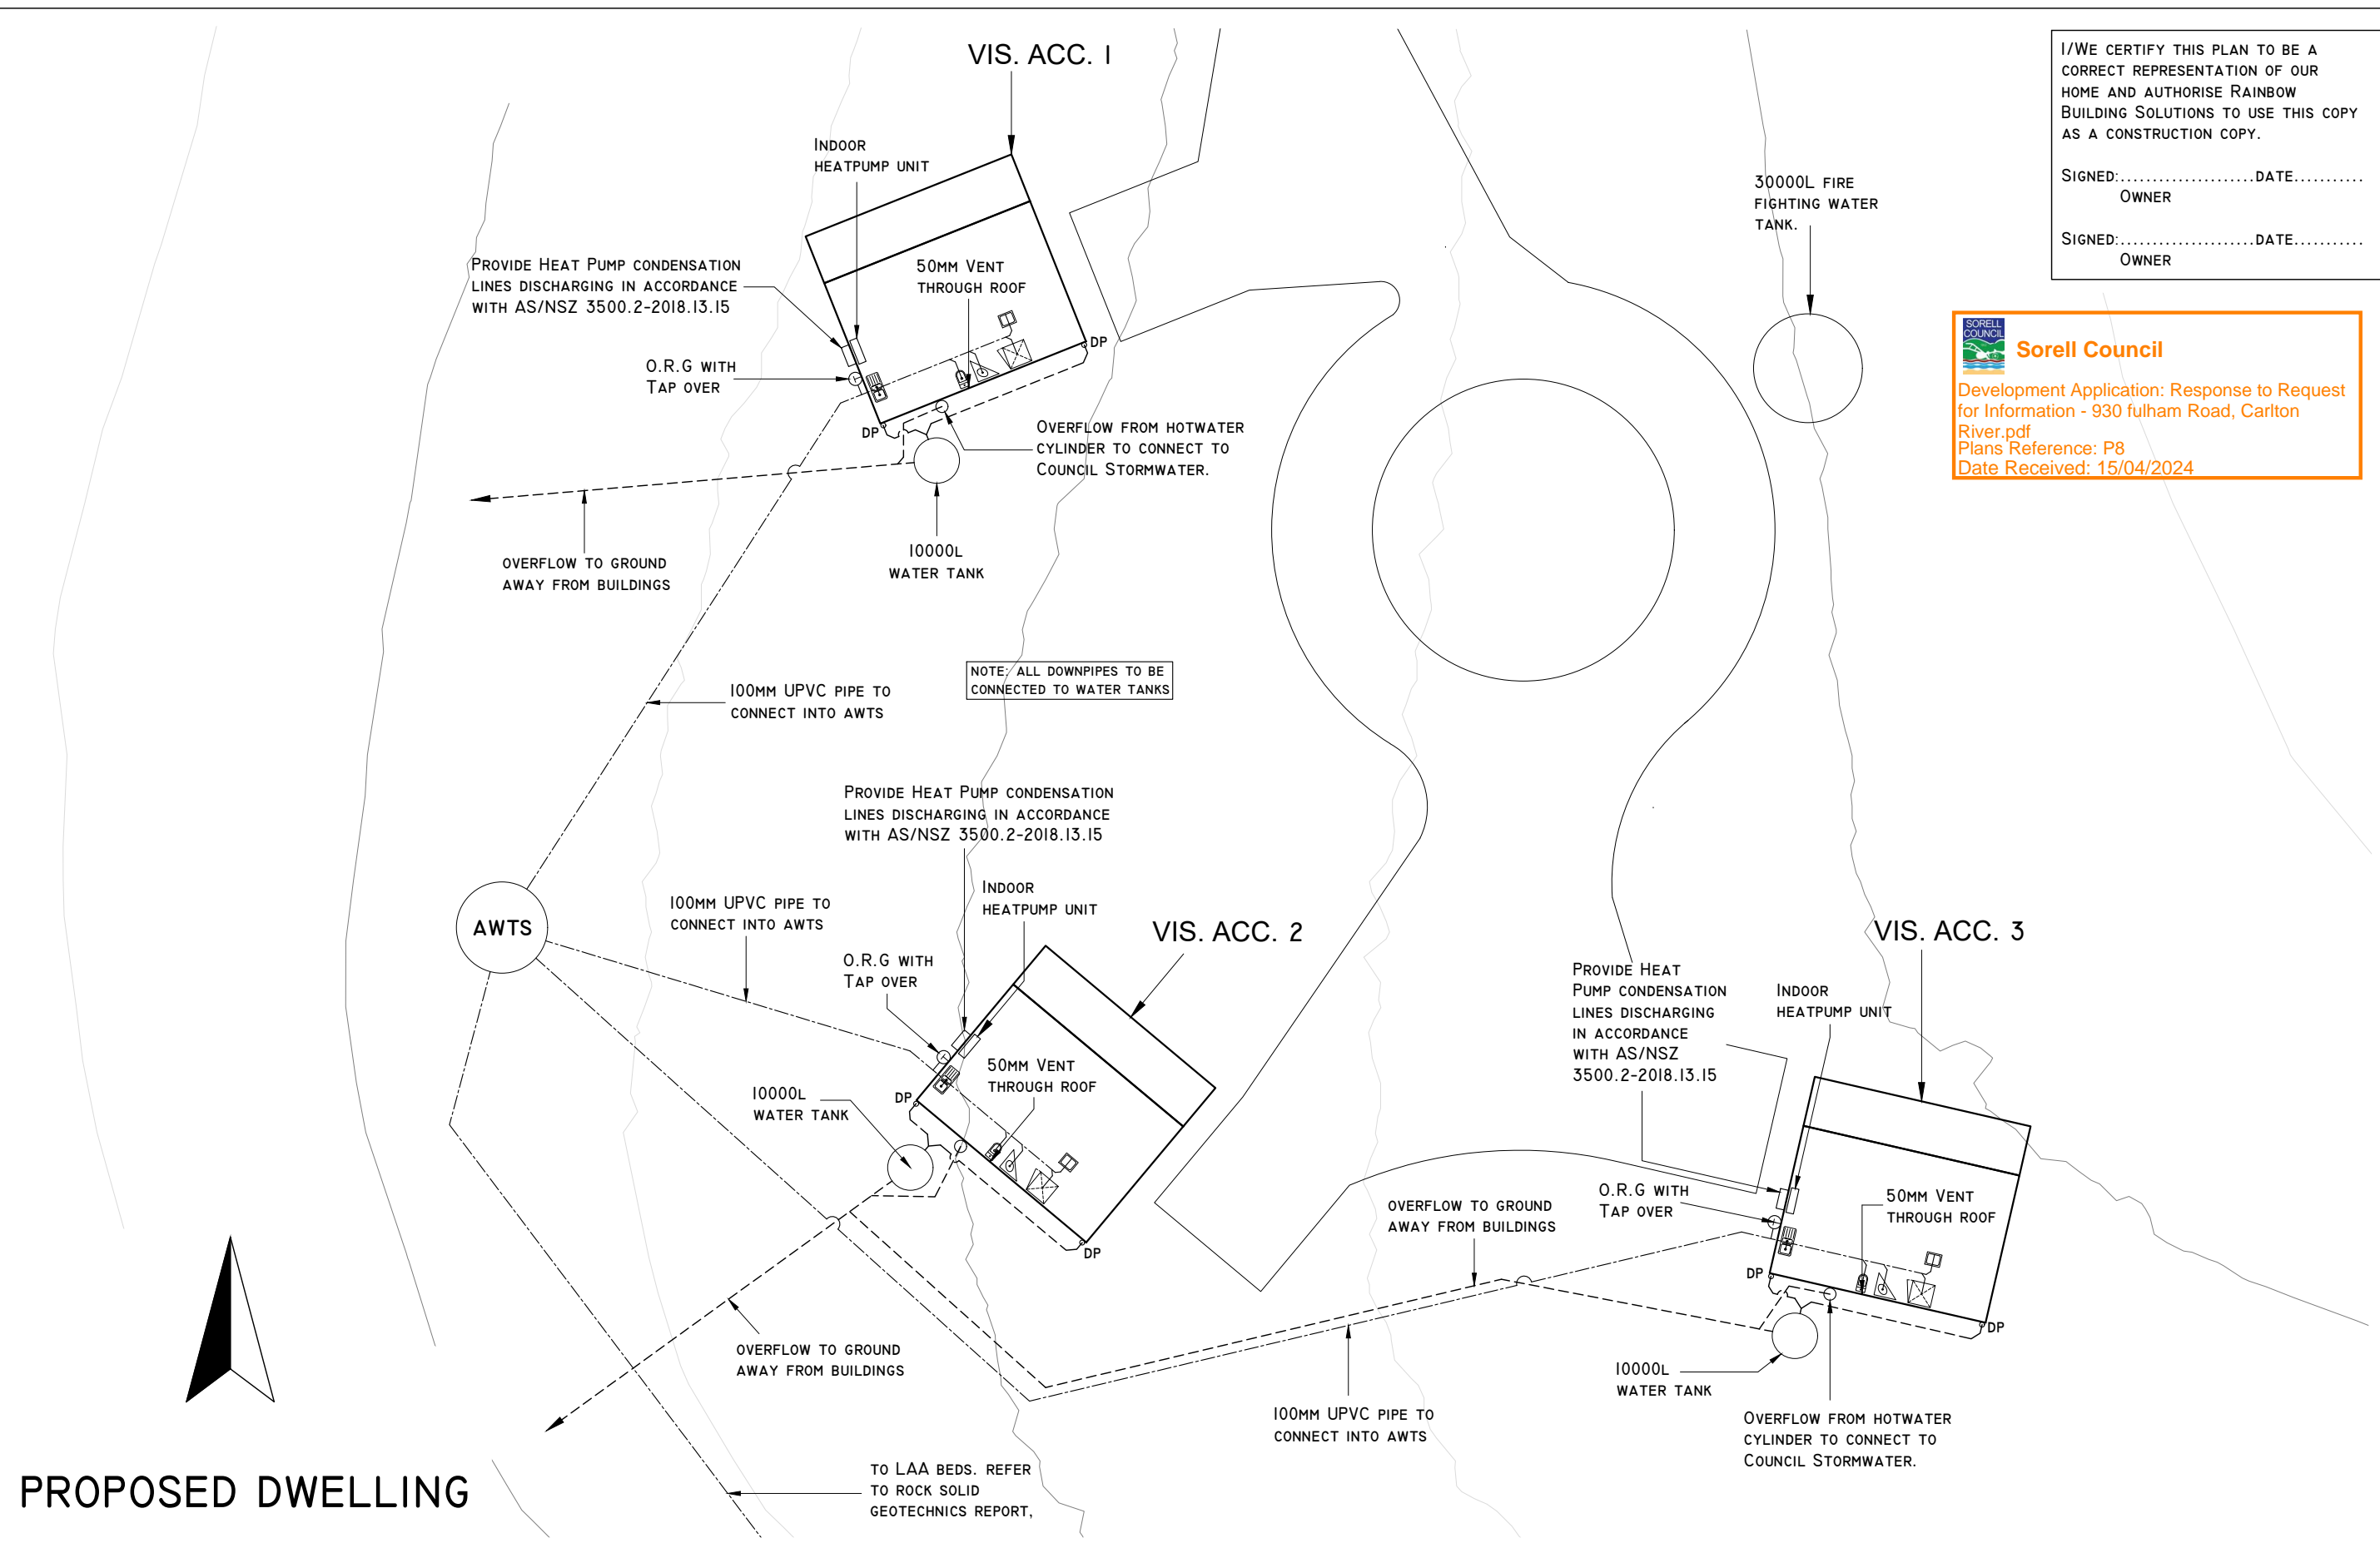 VIS. ACC. 1
I/We certify this plan to be a
correct representation of our
home and authorise Rainbow
Building Solutions to use this copy
as a construction copy.
Signed:.....................date...........
Owner
Signed:.....................date...........
Owner
SORELL
COUNCIL
Sorell Council
Development Application: Response to Request
for Information - 930 fulham Road, Carlton
River.pdf
Plans Reference: P8
Date Received: 15/04/2024
Indoor
heatpump unit
Provide Heat Pump condensation
lines discharging in accordance
with AS/NSZ 3500.2-2018.13.15
50mm Vent
through roof
O.R.G with
Tap over
DP
DP
Overflow from hotwater
cylinder to connect to
Council Stormwater.
overflow to ground
away from buildings
10000L
water tank
30000L fire
fighting water
tank.
note: all downpipes to be
connected to water tanks
100mm UPVC pipe to
connect into AWTS
Provide Heat Pump condensation
lines discharging in accordance
with AS/NSZ 3500.2-2018.13.15
Indoor
heatpump unit
100mm UPVC pipe to
connect into AWTS
AWTS
VIS. ACC. 2
O.R.G with
Tap over
50mm Vent
through roof
10000L
water tank
DP
DP
overflow to ground
away from buildings
VIS. ACC. 3
Provide Heat
Pump condensation
lines discharging
in accordance
with AS/NSZ
3500.2-2018.13.15
Indoor
heatpump unit
O.R.G with
Tap over
50mm Vent
through roof
overflow to ground
away from buildings
DP
DP
10000L
water tank
100mm UPVC pipe to
connect into AWTS
Overflow from hotwater
cylinder to connect to
Council Stormwater.
to LAA beds. refer
to rock solid
geotechnics report,
PROPOSED DWELLING